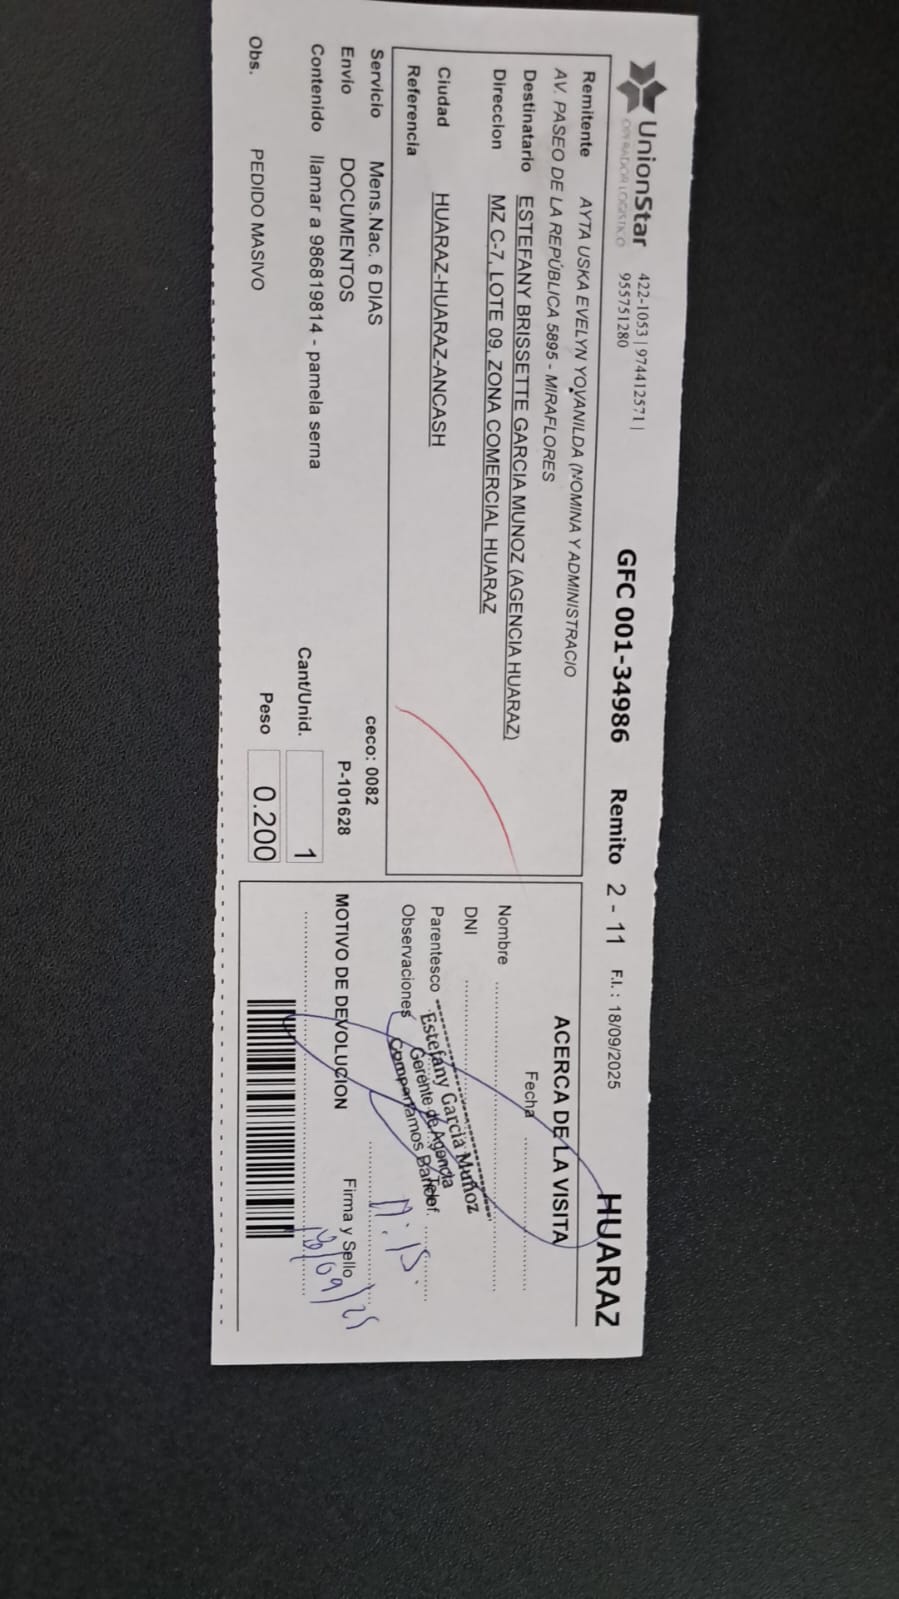 UnionStar
OPERADOR LOGISTICO
422-1053 | 974412571 |
955751280
GFC 001-34986 Remito 2 - 11 F.I. : 18/09/2025 HUARAZ
Remitente AYTA USKA EVELYN YOVANILDA (NOMINA Y ADMINISTRACIO
AV. PASEO DE LA REPÚBLICA 5895 - MIRAFLORES
Destinatario ESTEFANY BRISSETTE GARCIA MUNOZ (AGENCIA HUARAZ)
Direccion MZ C-7, LOTE 09, ZONA COMERCIAL HUARAZ
Ciudad HUARAZ-HUARAZ-ANCASH
Referencia
Servicio Mens.Nac. 6 DIAS ceco: 0082
Envio DOCUMENTOS P-101628
Contenido llamar a 986819814 - pamela serna Cant/Unid. 1
Obs. PEDIDO MASIVO Peso 0.200
ACERCA DE LA VISITA
Fecha
Nombre
DNI
Parentesco Telef.
Observaciones
Estefany Garcia Muñoz
Gerente de Agencia
Compartamos Banco
11:15.
MOTIVO DE DEVOLUCION Firma y Sello
/09/25